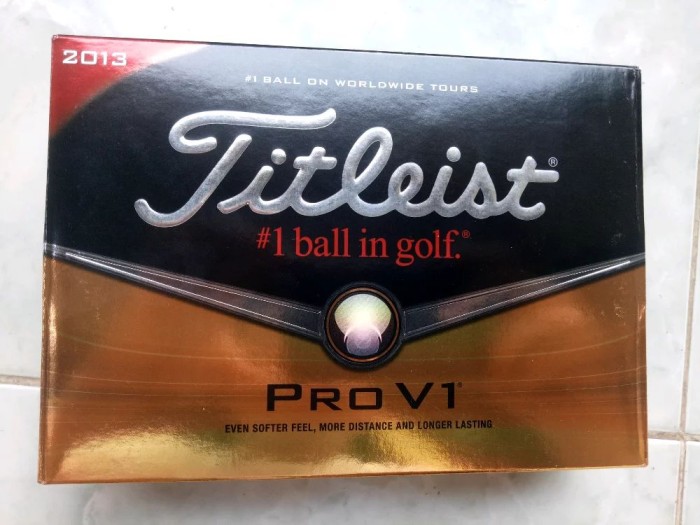 2013
#1 BALL ON WORLDWIDE TOURS
Titleist®
#1 ball in golf.®
PRO V1®
EVEN SOFTER FEEL, MORE DISTANCE AND LONGER LASTING